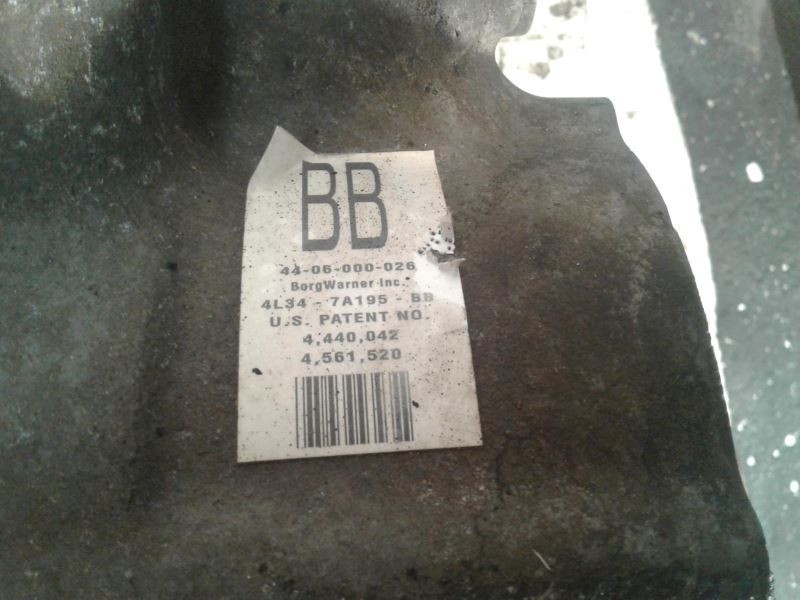 BB
44-06-000-026
BorgWarner Inc.
4L34 - 7A195 - BB
U.S. PATENT NO.
4,440,042
4,561,520